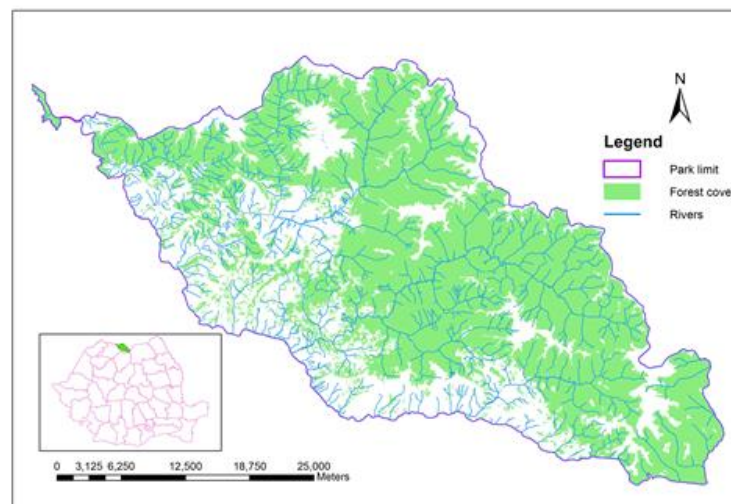 N
Legend
Park limit
Forest cove
Rivers
0 3,125 6,250 12,500 18,750 25,000
Meters